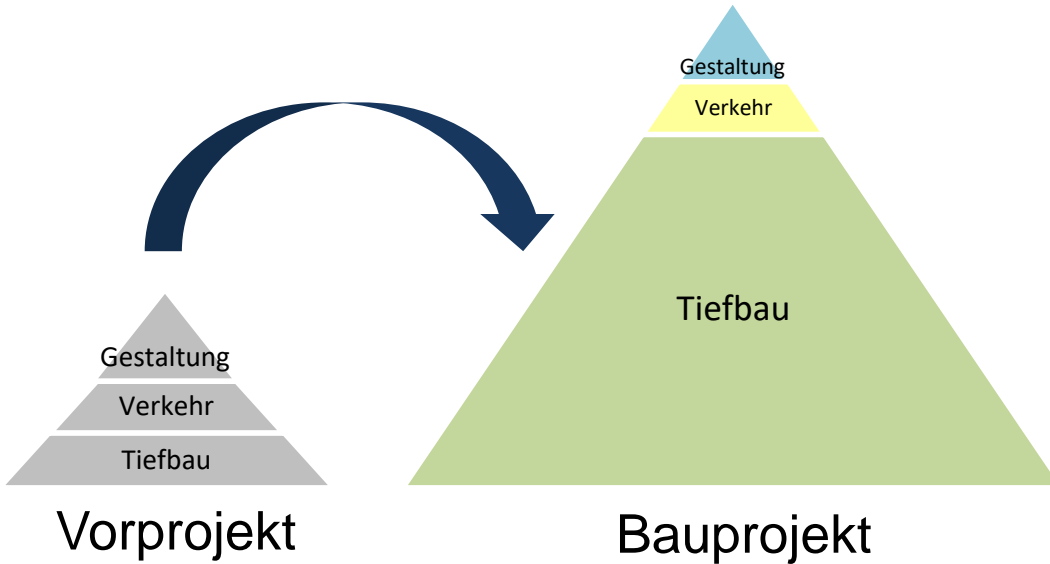 Gestaltung
Verkehr
Tiefbau
Vorprojekt
Gestaltung
Verkehr
Tiefbau
Bauprojekt